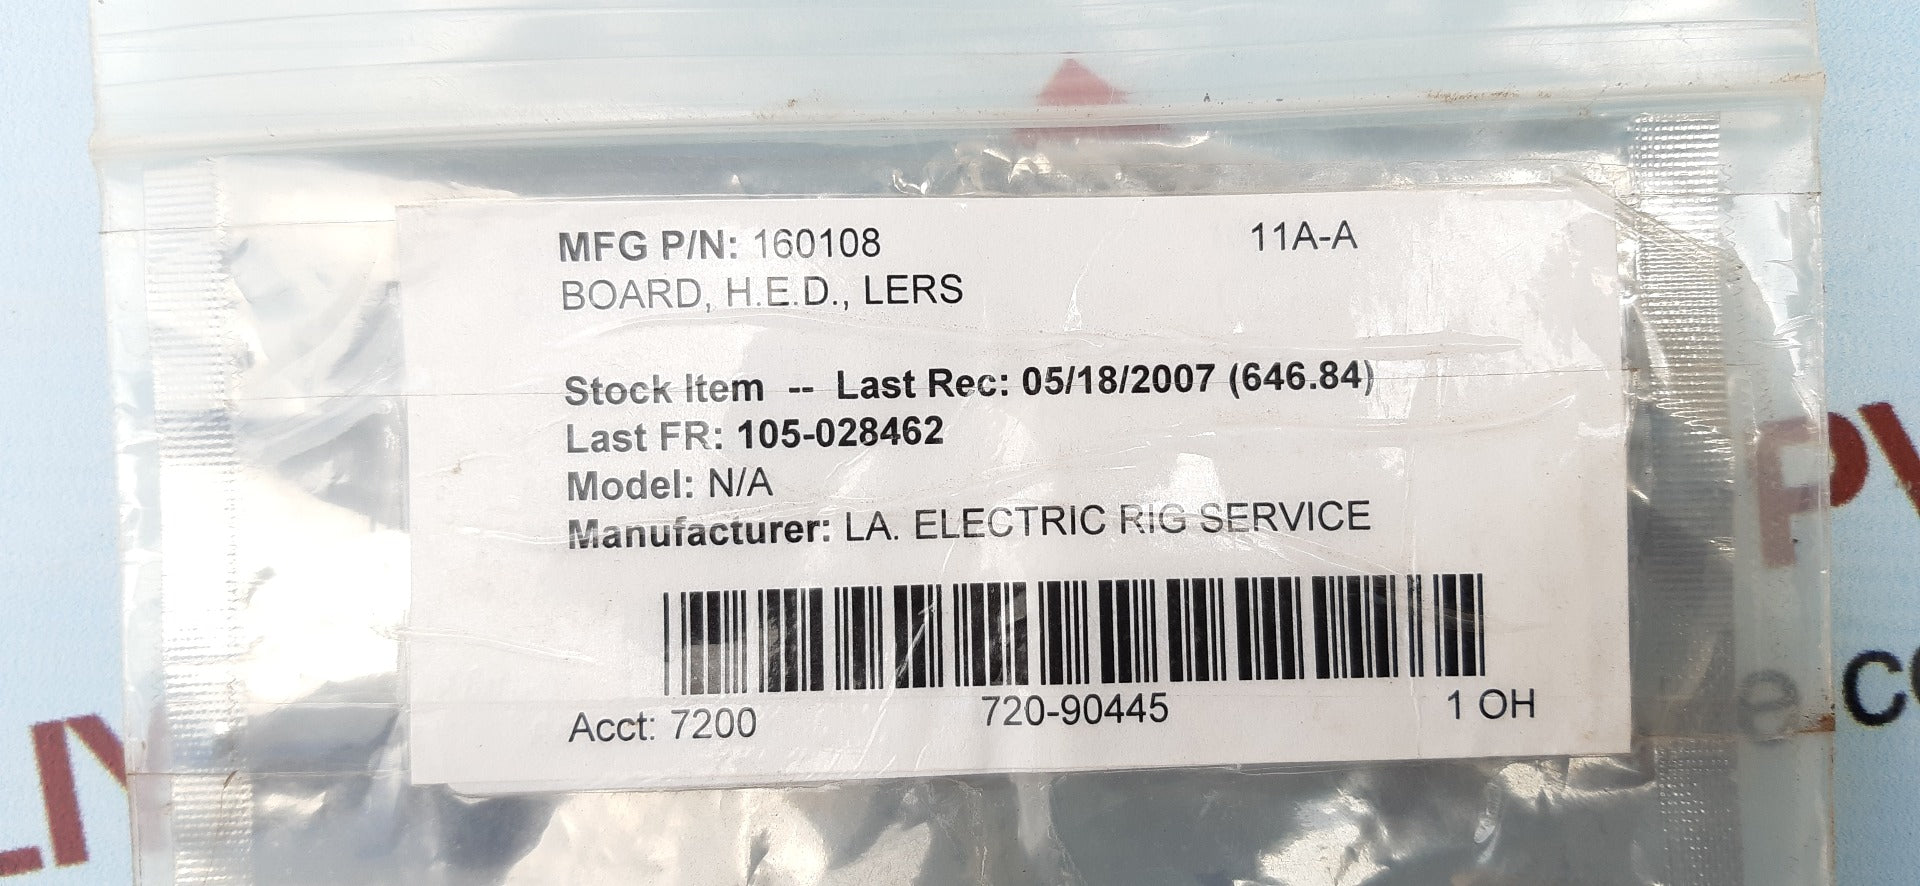 MFG P/N: 160108 11A-A
BOARD, H.E.D., LERS
Stock Item -- Last Rec: 05/18/2007 (646.84)
Last FR: 105-028462
Model: N/A
Manufacturer: LA. ELECTRIC RIG SERVICE
Acct: 7200 720-90445 1 OH